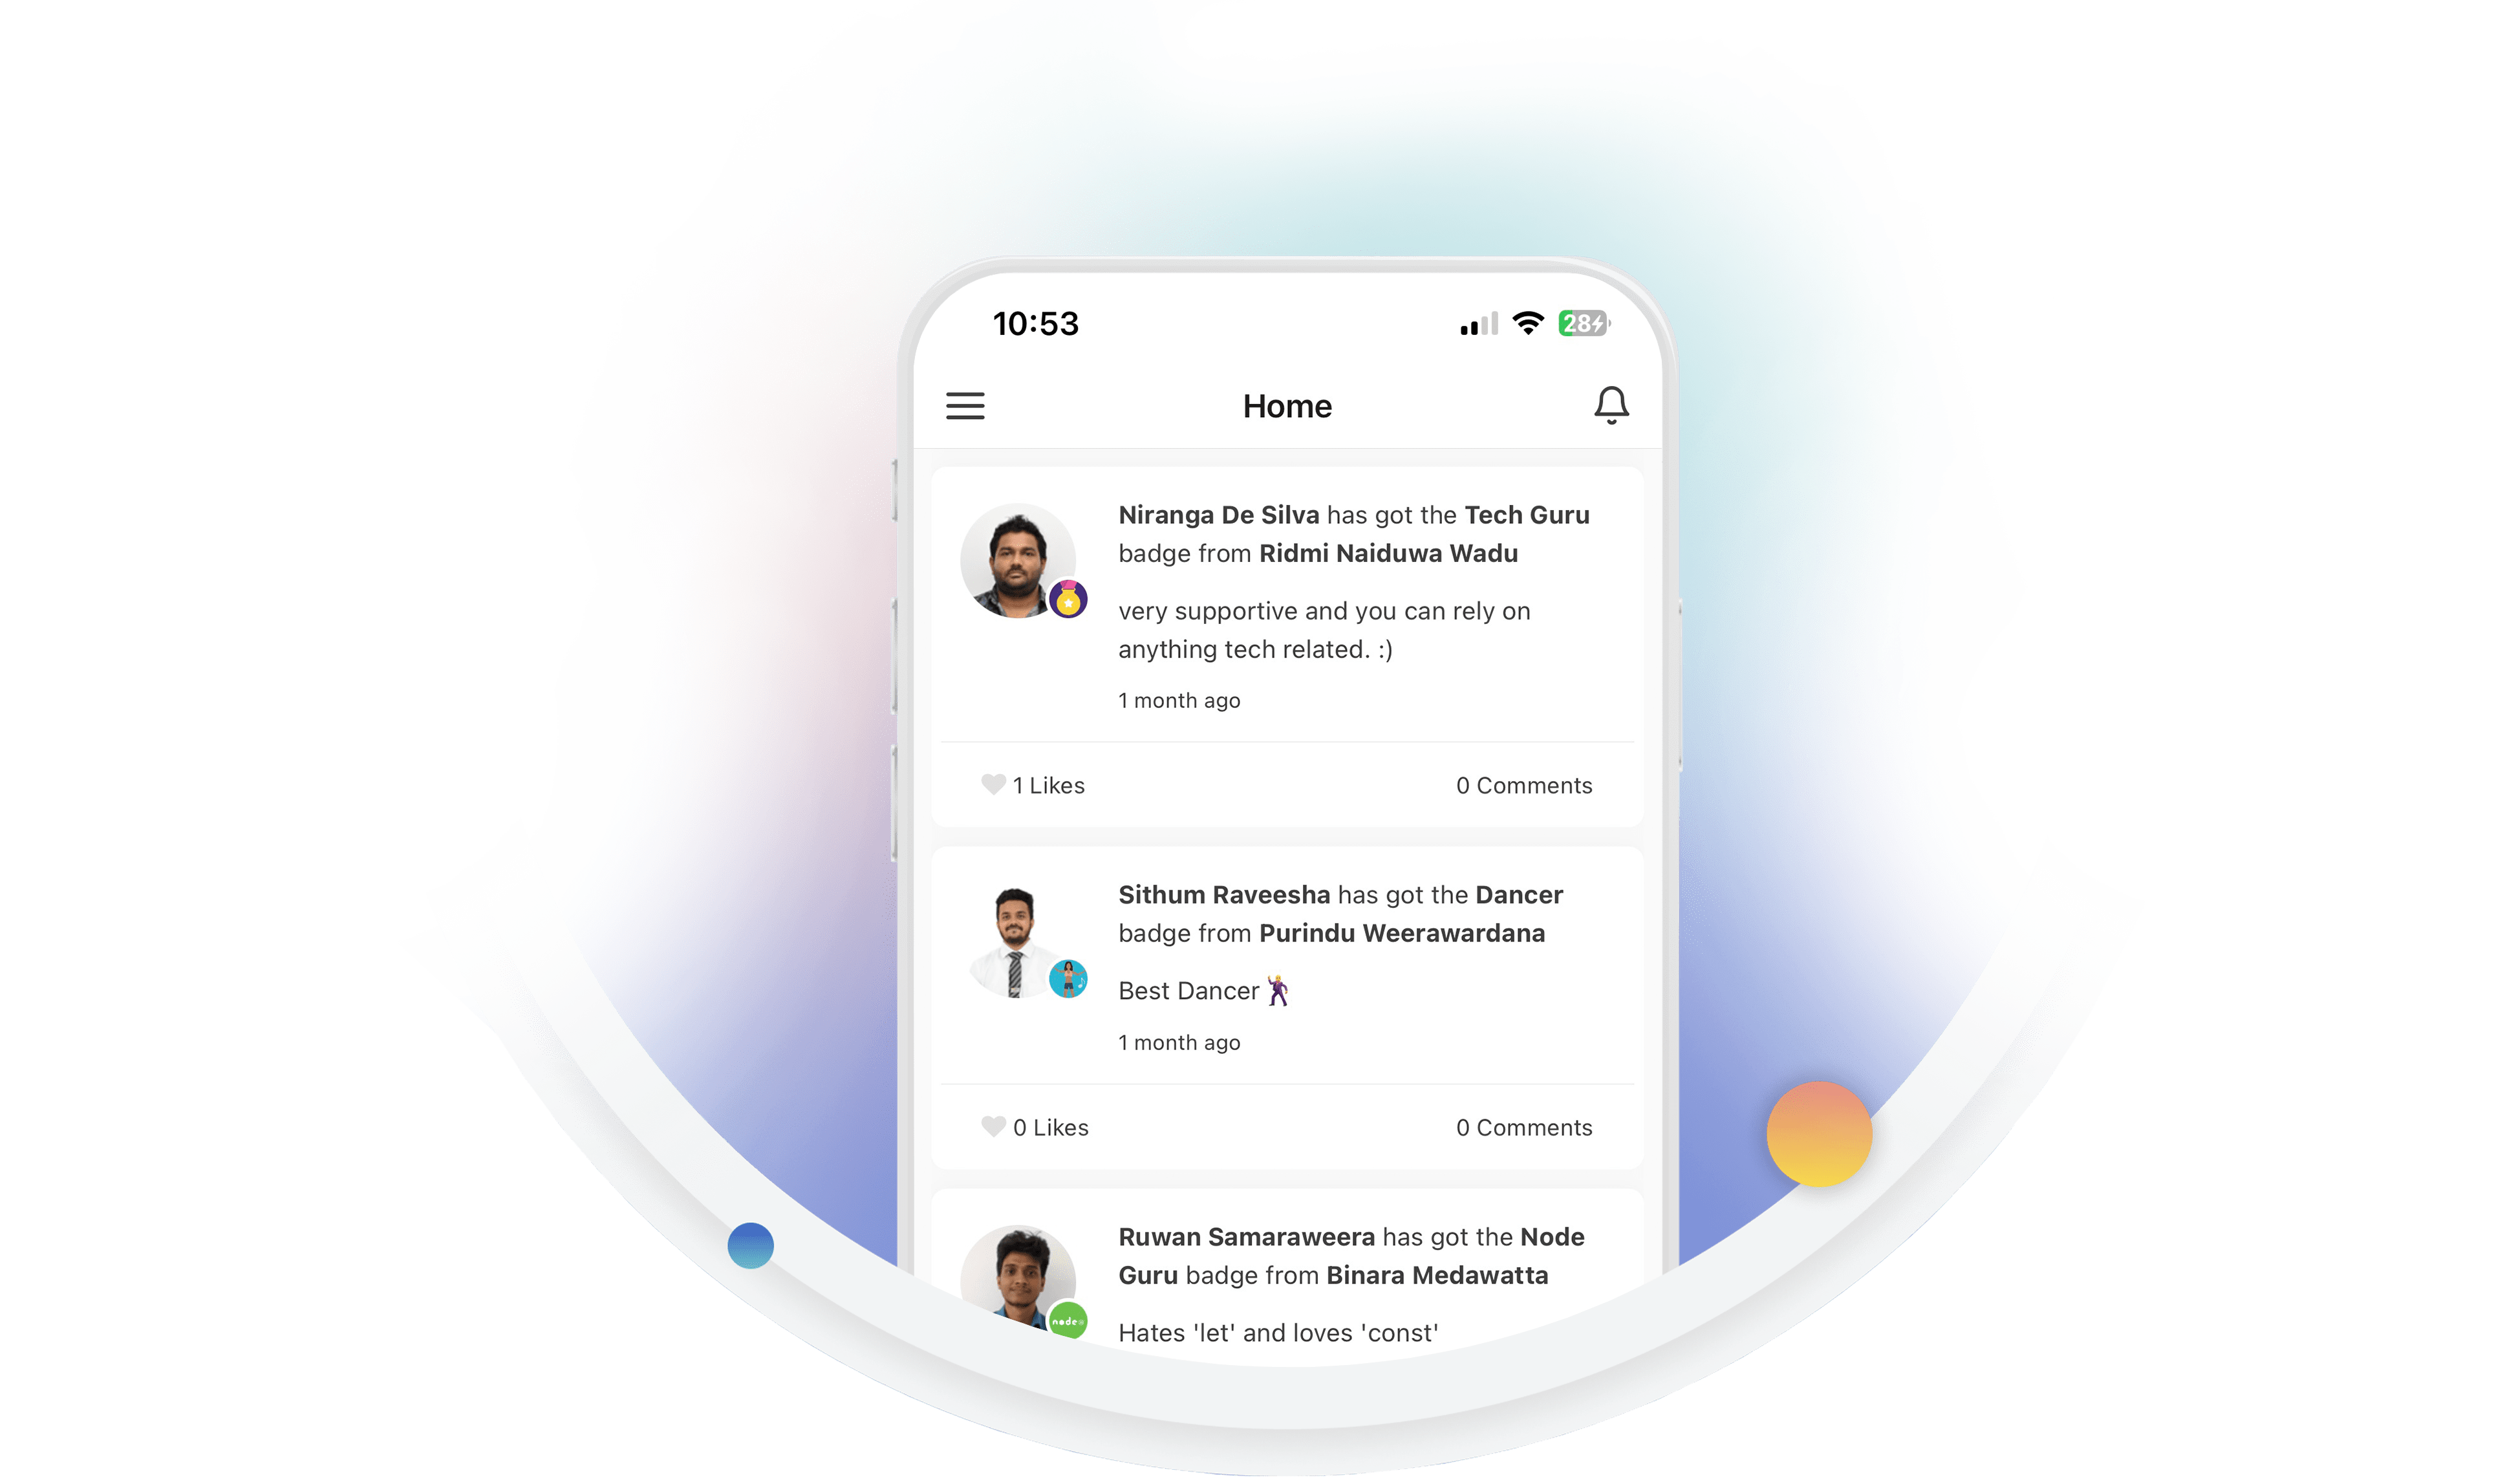 10:53
28
Home
Niranga De Silva has got the Tech Guru
badge from Ridmi Naiduwa Wadu
very supportive and you can rely on
anything tech related. :)
1 month ago
1 Likes
0 Comments
Sithum Raveesha has got the Dancer
badge from Purindu Weerawardana
Best Dancer🕺
1 month ago
0 Likes
0 Comments
Ruwan Samaraweera has got the Node
Guru badge from Binara Medawatta
node
Hates 'let' and loves 'const'